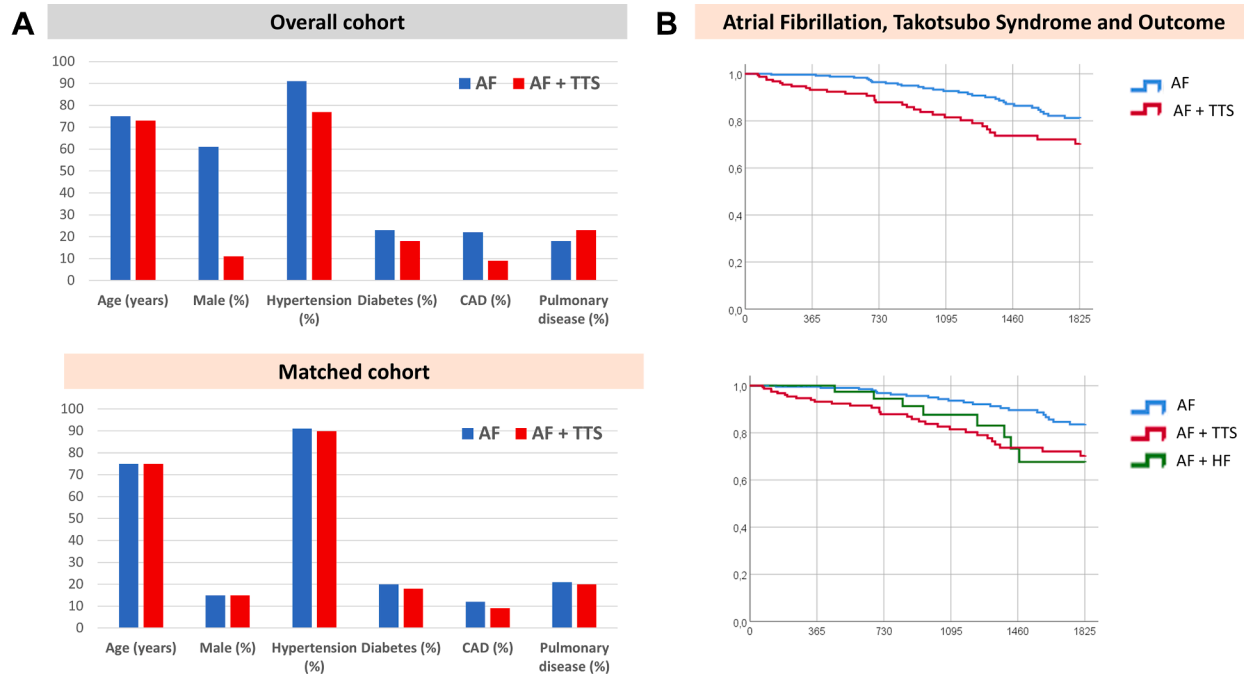 A
Overall cohort
100
90
80
70
60
50
40
30
20
10
0
AF AF + TTS
Age (years) Male (%) Hypertension Diabetes (%) CAD (%) Pulmonary
(%) disease (%)
Matched cohort
100
90
80
70
60
50
40
30
20
10
0
AF AF + TTS
Age (years) Male (%) Hypertension Diabetes (%) CAD (%) Pulmonary
(%) disease (%)
B
Atrial Fibrillation, Takotsubo Syndrome and Outcome
1,0
0,8
0,6
0,4
0,2
0,0
0 365 730 1095 1460 1825
AF
AF + TTS
1,0
0,8
0,6
0,4
0,2
0,0
0 365 730 1095 1460 1825
AF
AF + TTS
AF + HF